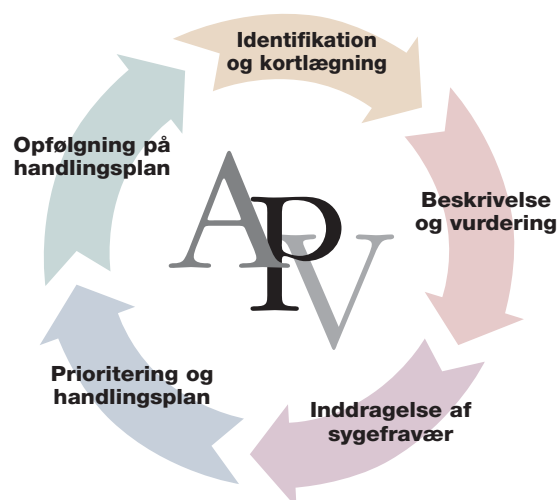 Identifikation
og kortlægning
Beskrivelse
og vurdering
Inddragelse af
sygefravær
Prioritering og
handlingsplan
Opfølgning på
handlingsplan
APV